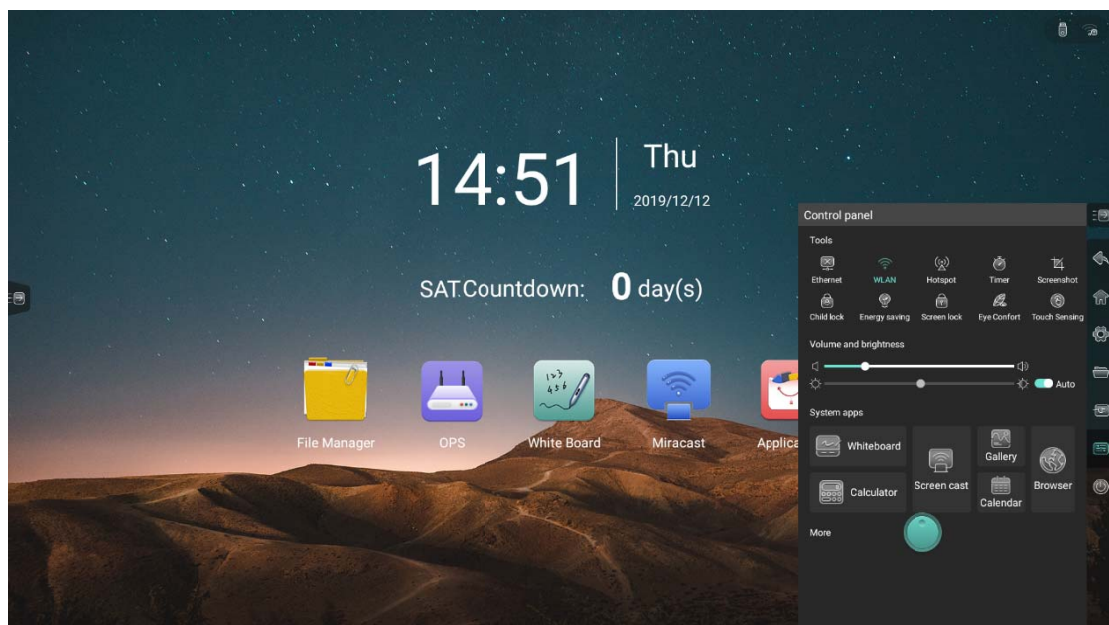 14:51
Thu
2019/12/12
SAT.Countdown: 0 day(s)
File Manager
OPS
White Board
Miracast
Applica
Control panel
Tools
Ethernet
WLAN
Hotspot
Timer
Screenshot
Child lock
Energy saving
Screen lock
Eye Confort
Touch Sensing
Volume and brightness
Auto
System apps
Whiteboard
Screen cast
Gallery
Browser
Calculator
Calendar
More